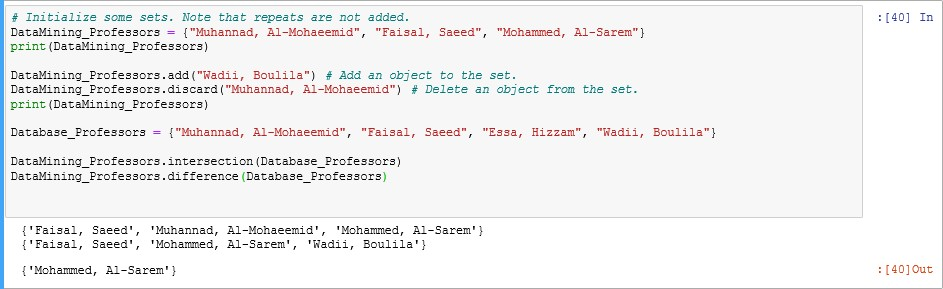 # Initialize some sets. Note that repeats are not added.
DataMining_Professors = {"Muhannad, Al-Mohaeemid", "Faisal, Saeed", "Mohammed, Al-Sarem"}
print(DataMining_Professors)
DataMining_Professors.add("Wadii, Boulila") # Add an object to the set.
DataMining_Professors.discard("Muhannad, Al-Mohaeemid") # Delete an object from the set.
print(DataMining_Professors)
Database_Professors = {"Muhannad, Al-Mohaeemid", "Faisal, Saeed", "Essa, Hizzam", "Wadii, Boulila"}
DataMining_Professors.intersection(Database_Professors)
DataMining_Professors.difference(Database_Professors)
:[40] In
{'Faisal, Saeed', 'Muhannad, Al-Mohaeemid', 'Mohammed, Al-Sarem'}
{'Faisal, Saeed', 'Mohammed, Al-Sarem', 'Wadii, Boulila'}
{'Mohammed, Al-Sarem'}
:[40]Out